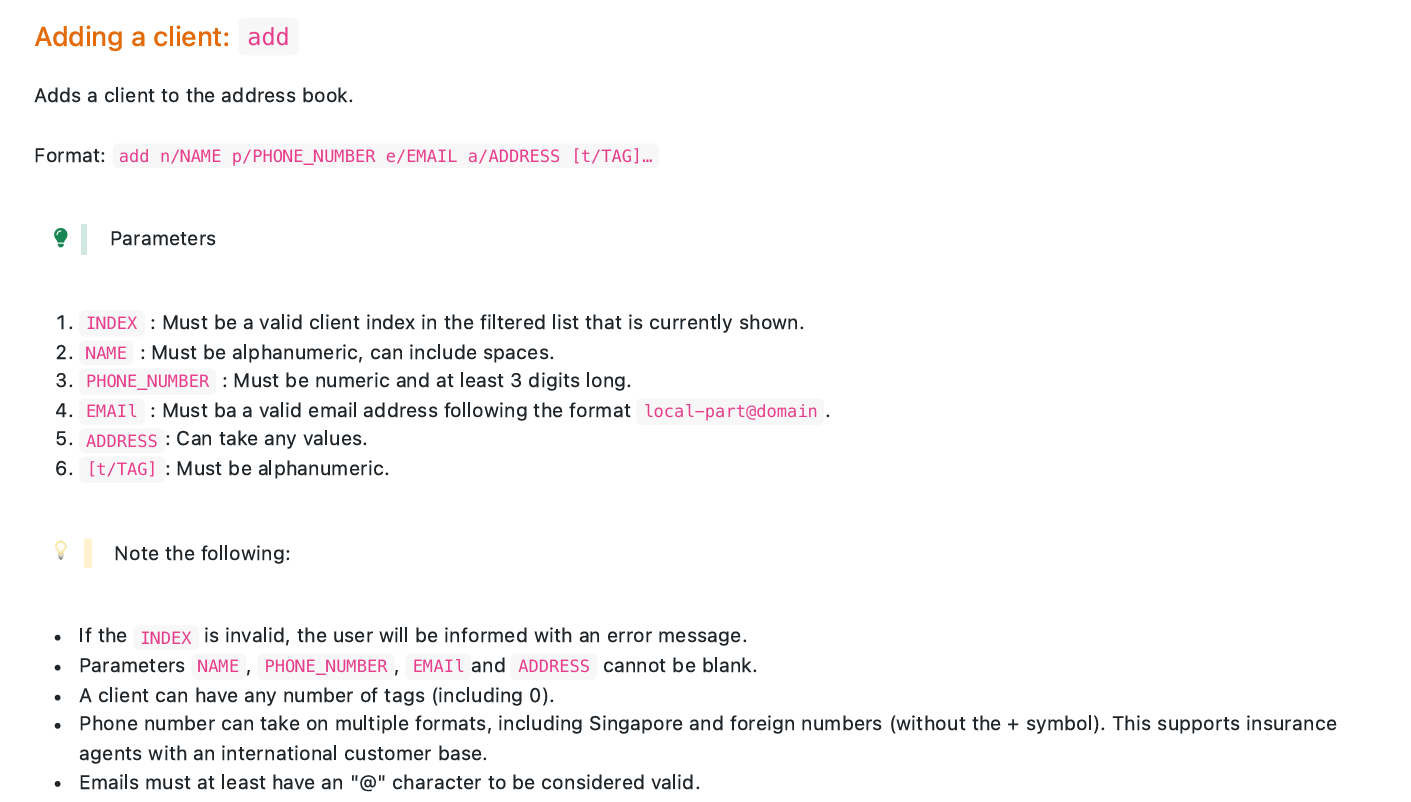 Adding a client: add
Adds a client to the address book.
Format: add n/NAME p/PHONE_NUMBER e/EMAIL a/ADDRESS [t/TAG]…
Parameters
1. INDEX : Must be a valid client index in the filtered list that is currently shown.
2. NAME : Must be alphanumeric, can include spaces.
3. PHONE_NUMBER : Must be numeric and at least 3 digits long.
4. EMAIl : Must ba a valid email address following the format local-part@domain .
5. ADDRESS : Can take any values.
6. [t/TAG] : Must be alphanumeric.
Note the following:
• If the INDEX is invalid, the user will be informed with an error message.
• Parameters NAME , PHONE_NUMBER , EMAIl and ADDRESS cannot be blank.
• A client can have any number of tags (including 0).
• Phone number can take on multiple formats, including Singapore and foreign numbers (without the + symbol). This supports insurance
agents with an international customer base.
• Emails must at least have an "@" character to be considered valid.